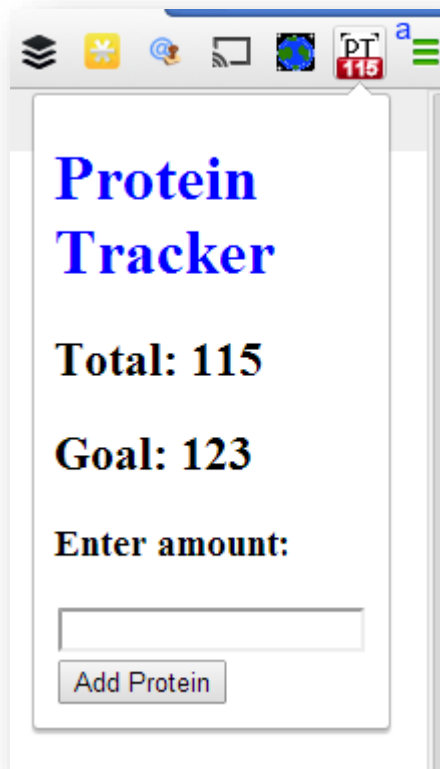 PT
115
a
Protein
Tracker
Total: 115
Goal: 123
Enter amount:
Add Protein